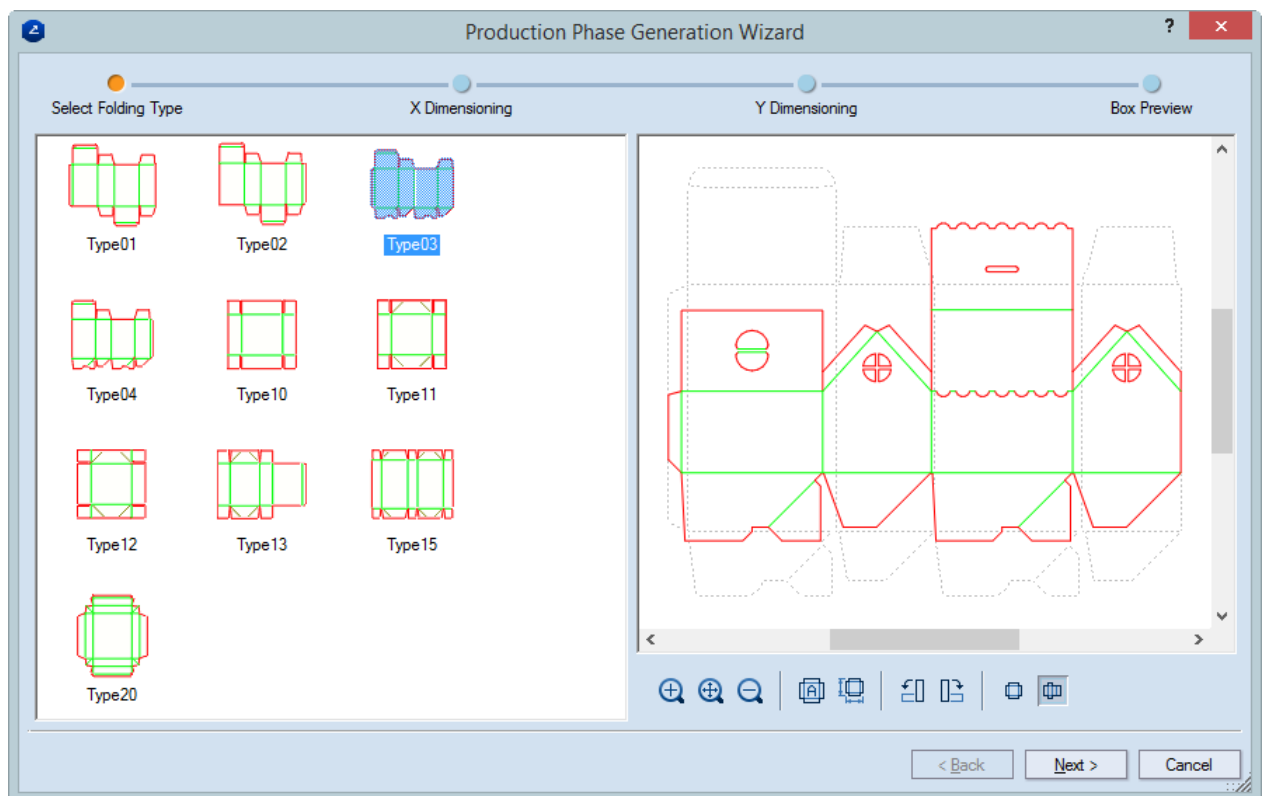 Production Phase Generation Wizard
?
Select Folding Type
X Dimensioning
Y Dimensioning
Box Preview
Type01
Type02
Type03
Type04
Type10
Type11
Type12
Type13
Type15
Type20
A
< Back
Next >
Cancel